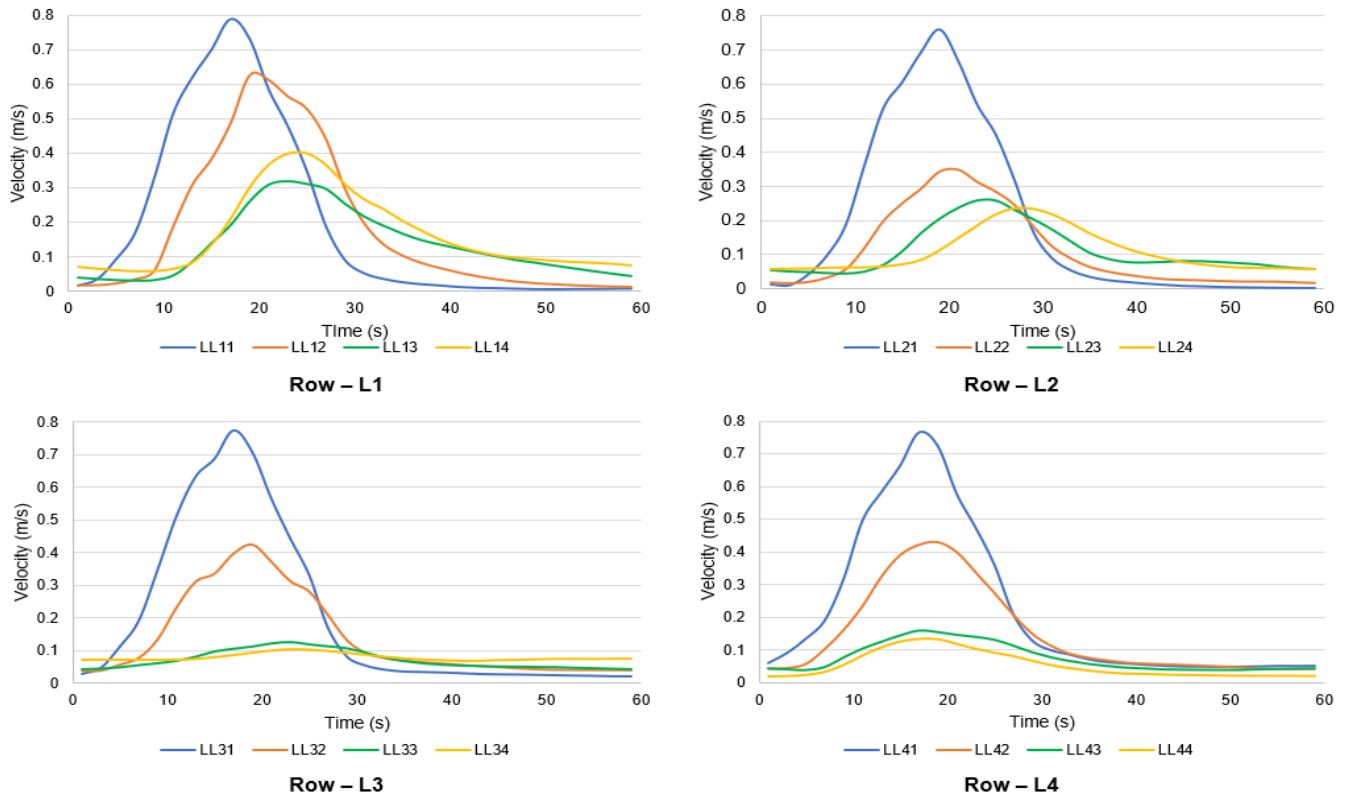 0.8
0.7
0.6
0.5
0.4
0.3
0.2
0.1
0
Velocity (m/s)
0 10 20 30 40 50 60
TIme (s)
LL11 LL12 LL13 LL14
Row – L1
0.8
0.7
0.6
0.5
0.4
0.3
0.2
0.1
0
Velocity (m/s)
0 10 20 30 40 50 60
Time (s)
LL21 LL22 LL23 LL24
Row – L2
0.8
0.7
0.6
0.5
0.4
0.3
0.2
0.1
0
Velocity (m/s)
0 10 20 30 40 50 60
Time (s)
LL31 LL32 LL33 LL34
Row – L3
0.8
0.7
0.6
0.5
0.4
0.3
0.2
0.1
0
Velocity (m/s)
0 10 20 30 40 50 60
Time (s)
LL41 LL42 LL43 LL44
Row – L4